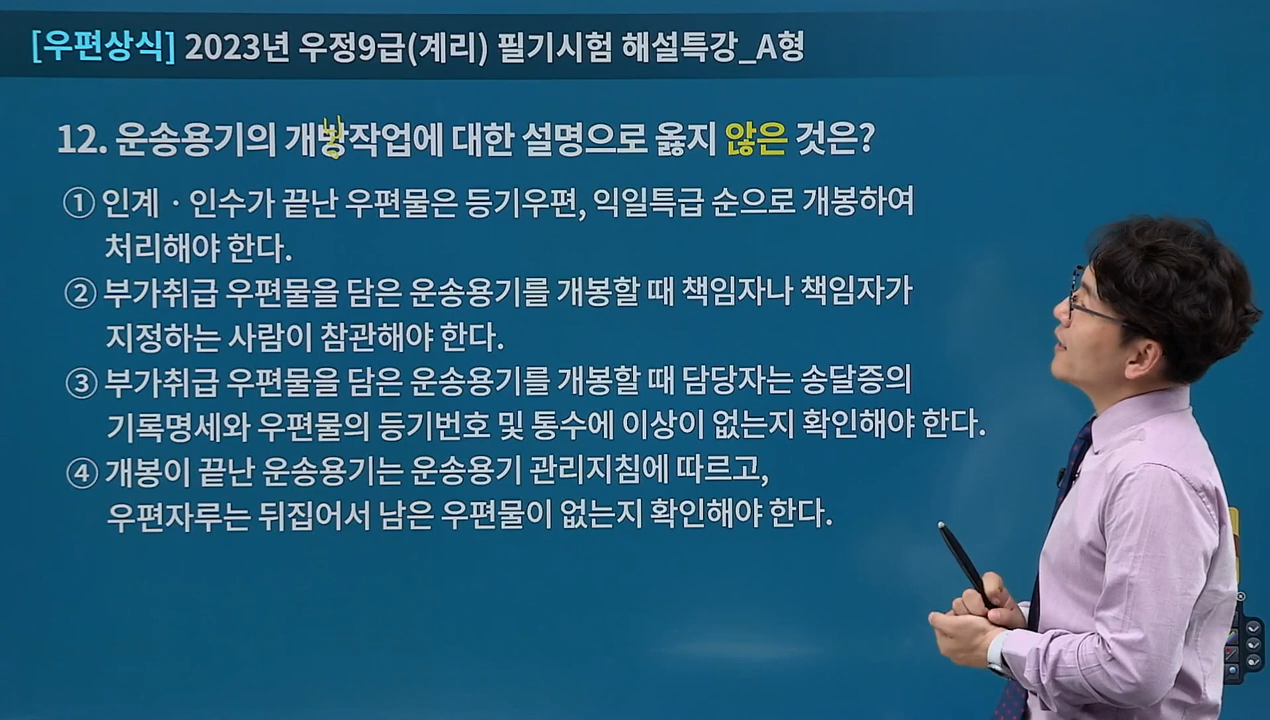 [우편상식] 2023년 우정9급(계리) 필기시험 해설특강_A형
12. 운송용기의 개방작업에 대한 설명으로 옳지 않은 것은?
① 인계 · 인수가 끝난 우편물은 등기우편, 익일특급 순으로 개봉하여
처리해야 한다.
② 부가취급 우편물을 담은 운송용기를 개봉할 때 책임자나 책임자가
지정하는 사람이 참관해야 한다.
③ 부가취급 우편물을 담은 운송용기를 개봉할 때 담당자는 송달증의
기록명세와 우편물의 등기번호 및 통수에 이상이 없는지 확인해야 한다.
④ 개봉이 끝난 운송용기는 운송용기 관리지침에 따르고,
우편자루는 뒤집어서 남은 우편물이 없는지 확인해야 한다.